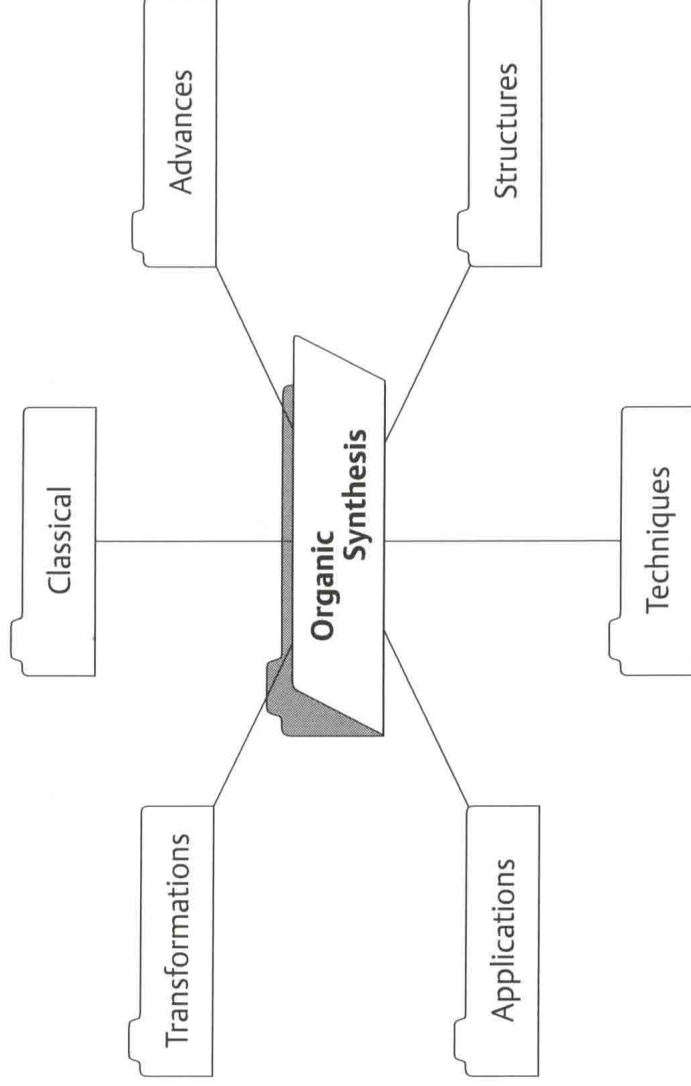 Classical
Transformations
Advances
Organic
Synthesis
Applications
Structures
Techniques